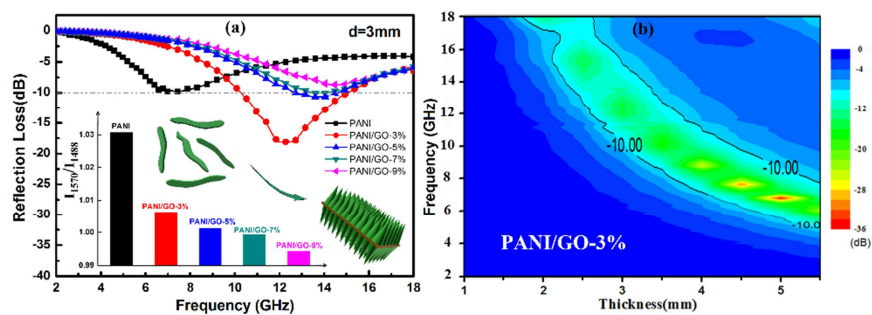 (a)
d=3mm
0
-5
-10
-15
-20
-25
-30
-35
-40
Reflection Loss(dB)
2 4 6 8 10 12 14 16 18
Frequency (GHz)
PANI
PANI/GO-3%
PANI/GO-5%
PANI/GO-7%
PANI/GO-9%
I1570/I1488
1.03
1.02
1.01
1.00
0.99
PANI
PANI/GO-3%
PANI/GO-5%
PANI/GO-7%
PANI/GO-9%
(b)
18
16
14
12
10
8
6
4
2
Frequency (GHz)
1 2 3 4 5
Thickness(mm)
-10.00
-10.00
-10.0
PANI/GO-3%
0
-4
-8
-12
-16
-20
-24
-28
-32
-36
(dB)